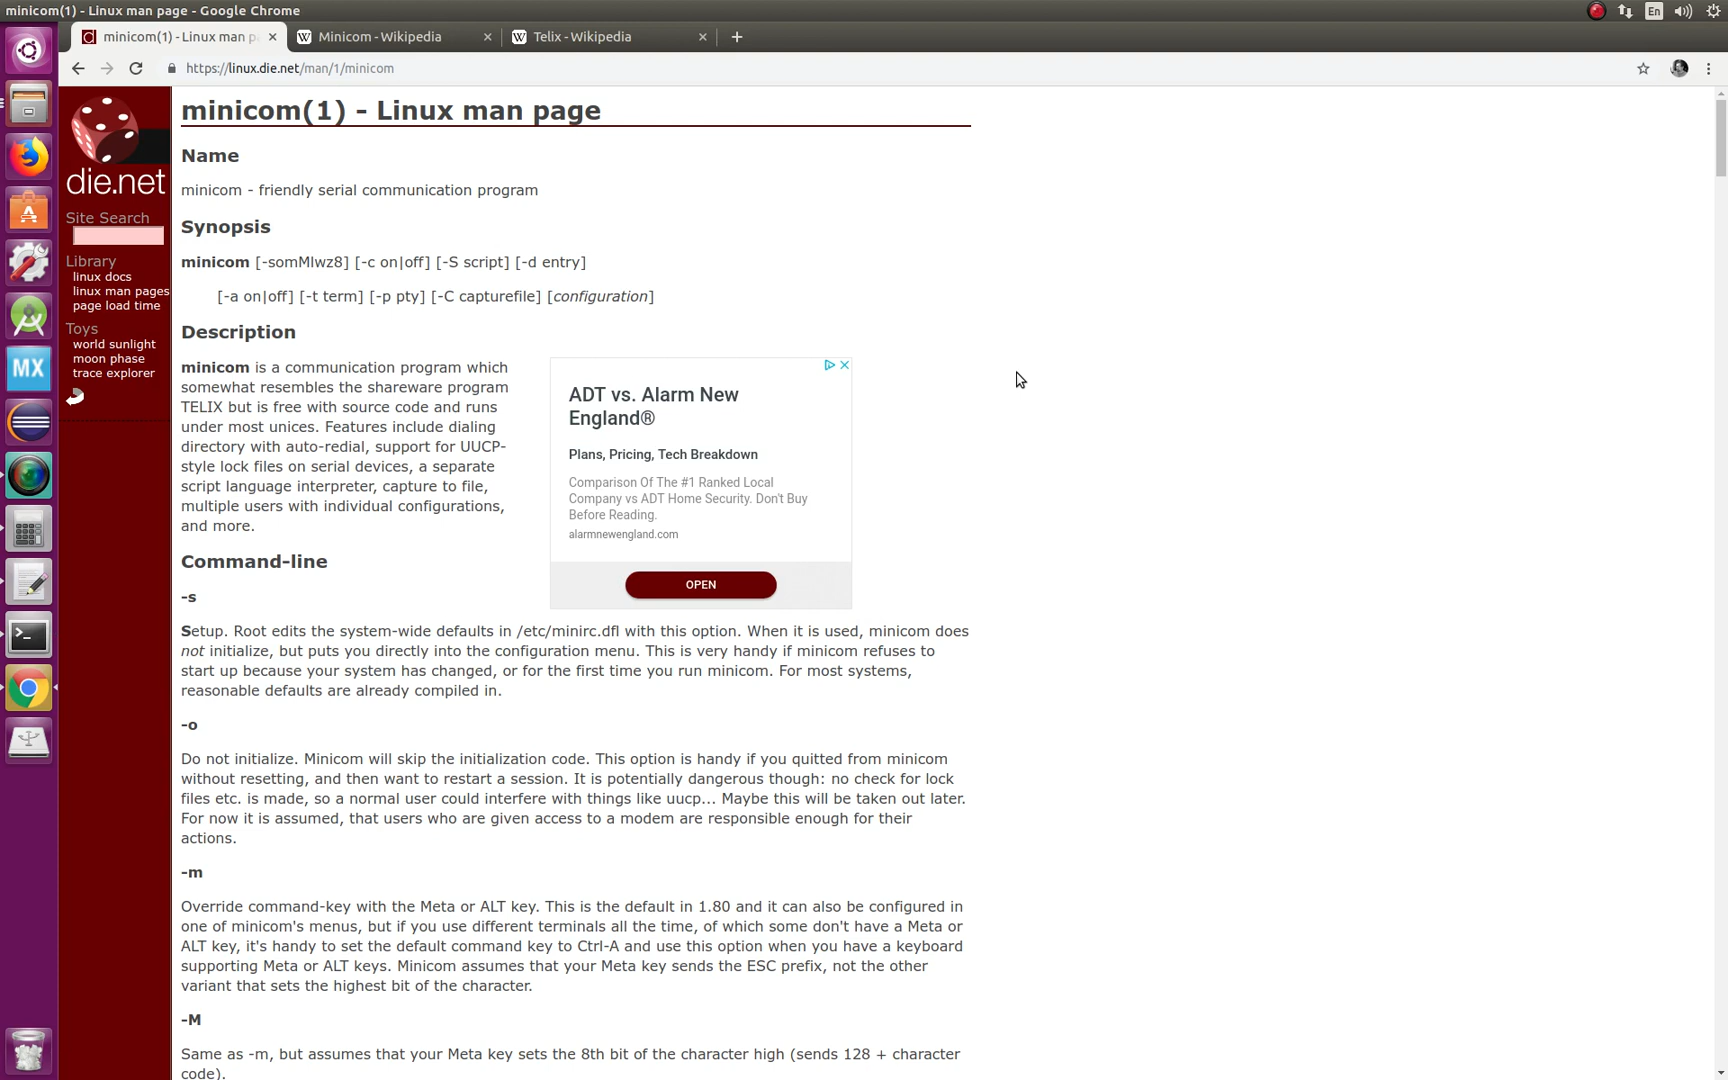 minicom(1) - Linux man page - Google Chrome
En
minicom(1) - Linux man p
Minicom - Wikipedia
Telix - Wikipedia
https://linux.die.net/man/1/minicom
die.net
Site Search
Library
linux docs
linux man pages
page load time
Toys
world sunlight
moon phase
trace explorer
MX
minicom(1) - Linux man page
Name
minicom - friendly serial communication program
Synopsis
minicom [-somMlwz8] [-c on|off] [-S script] [-d entry]
[-a on|off] [-t term] [-p pty] [-C capturefile] [configuration]
Description
minicom is a communication program which
somewhat resembles the shareware program
TELIX but is free with source code and runs
under most unices. Features include dialing
directory with auto-redial, support for UUCP-
style lock files on serial devices, a separate
script language interpreter, capture to file,
multiple users with individual configurations,
and more.
ADT vs. Alarm New
England®
Plans, Pricing, Tech Breakdown
Comparison Of The #1 Ranked Local
Company vs ADT Home Security. Don't Buy
Before Reading.
alarmnewengland.com
OPEN
Command-line
-s
Setup. Root edits the system-wide defaults in /etc/minirc.dfl with this option. When it is used, minicom does
not initialize, but puts you directly into the configuration menu. This is very handy if minicom refuses to
start up because your system has changed, or for the first time you run minicom. For most systems,
reasonable defaults are already compiled in.
-o
Do not initialize. Minicom will skip the initialization code. This option is handy if you quitted from minicom
without resetting, and then want to restart a session. It is potentially dangerous though: no check for lock
files etc. is made, so a normal user could interfere with things like uucp... Maybe this will be taken out later.
For now it is assumed, that users who are given access to a modem are responsible enough for their
actions.
-m
Override command-key with the Meta or ALT key. This is the default in 1.80 and it can also be configured in
one of minicom's menus, but if you use different terminals all the time, of which some don't have a Meta or
ALT key, it's handy to set the default command key to Ctrl-A and use this option when you have a keyboard
supporting Meta or ALT keys. Minicom assumes that your Meta key sends the ESC prefix, not the other
variant that sets the highest bit of the character.
-M
Same as -m, but assumes that your Meta key sets the 8th bit of the character high (sends 128 + character
code).